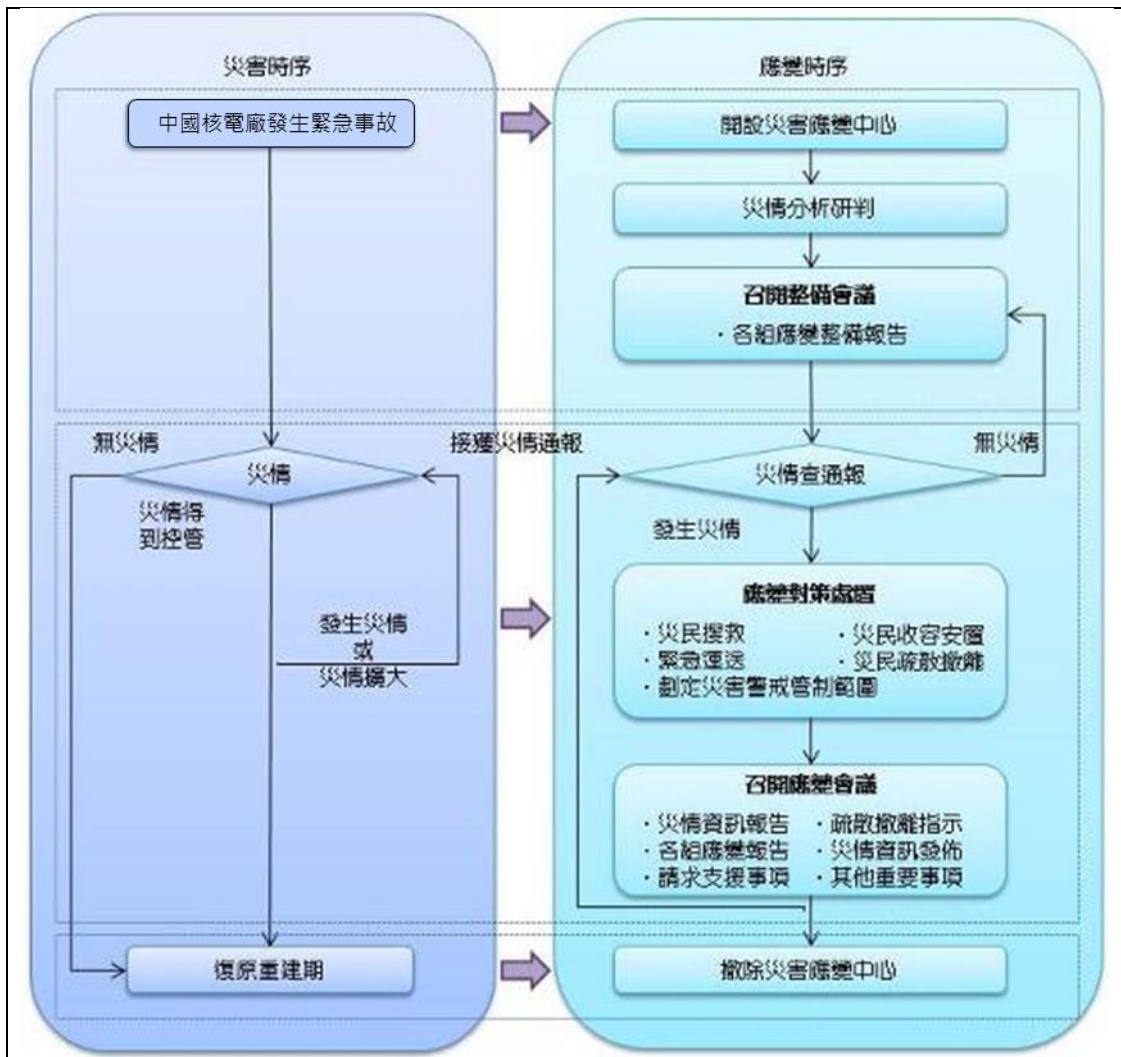 災害時序
應變時序
中國核電廠發生緊急事故
開設災害應變中心
災情分析研判
召開整備會議
・各組應變整備報告
無災情
接獲災情通報
無災情
災情
災情查通報
災情得
到控管
發生災情
應變對策處置
・災民搜救
・災民收容安置
・緊急運送
・災民疏散撤離
・劃定災害警戒管制範圍
發生災情
或
災情擴大
召開應變會議
・災情資訊報告
・疏散撤離指示
・各組應變報告
・災情資訊發佈
・請求支援事項
・其他重要事項
復原重建期
撤除災害應變中心